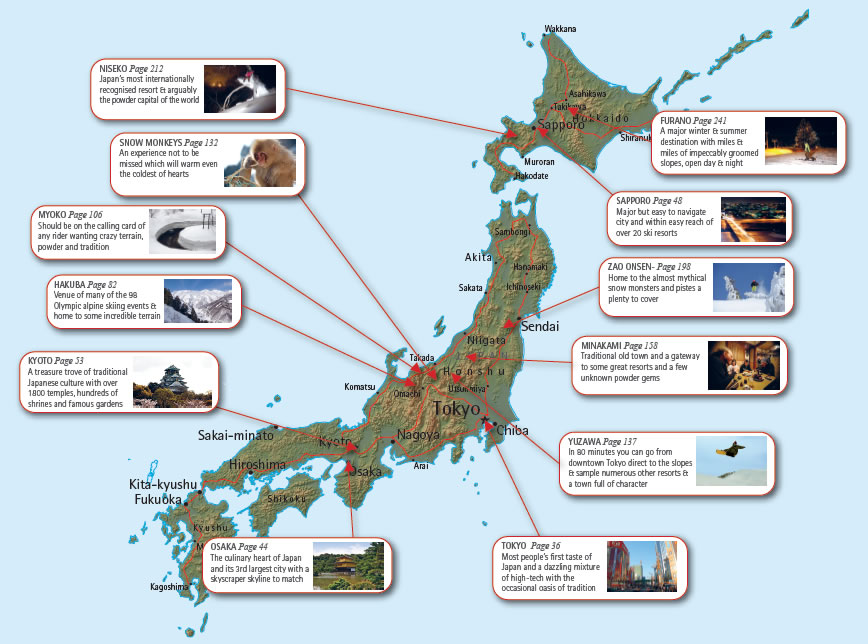 Wakkana
NISEKO Page 212
Japan's most internationally
recognised resort & arguably
the powder capital of the world
Asahikawa
Takikawa
Hokkaido
Sapporo
Shiranuk
FURANO Page 241
A major winter & summer
destination with miles &
miles of impeccably groomed
slopes, open day & night
SNOW MONKEYS Page 132
An experience not to be
missed which will warm even
the coldest of hearts
Muroran
Hakodate
SAPPORO Page 48
Major but easy to navigate
city and within easy reach of
over 20 ski resorts
MYOKO Page 106
Should be on the calling card of
any rider wanting crazy terrain,
powder and tradition
Sambongi
Akita
Hanamaki
Sakata
Ichinoseki
ZAO ONSEN- Page 198
Home to the almost mythical
snow monsters and pistes a
plenty to cover
HAKUBA Page 82
Venue of many of the 98
Olympic alpine skiing events &
home to some incredible terrain
Sendai
Niigata
MINAKAMI Page 158
Traditional old town and a gateway
to some great resorts and a few
unknown powder gems
KYOTO Page 53
A treasure trove of traditional
Japanese culture with over
1800 temples, hundreds of
shrines and famous gardens
Takada
Honshu
Komatsu
Omachi
Utsunimiya
Tokyo
Chiba
Sakai-minato
Kyoto
Nagoya
Arai
Hiroshima
Osaka
YUZAWA Page 137
In 80 minutes you can go from
downtown Tokyo direct to the slopes
& sample numerous other resorts &
a town full of character
Kita-kyushu
Fukuoka
Shikoku
Kyushu
M
OSAKA Page 44
The culinary heart of Japan
and its 3rd largest city with a
skyscraper skyline to match
TOKYO Page 36
Most people's first taste of
Japan and a dazzling mixture
of high-tech with the
occasional oasis of tradition
Kagoshima